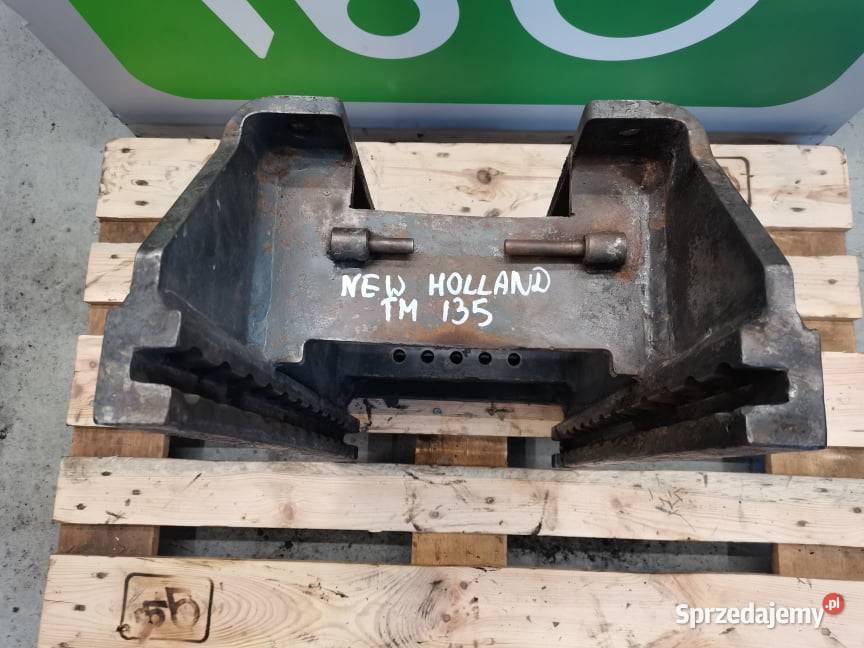 NEW HOLLAND
TM 135
Sprzedajemy.pl